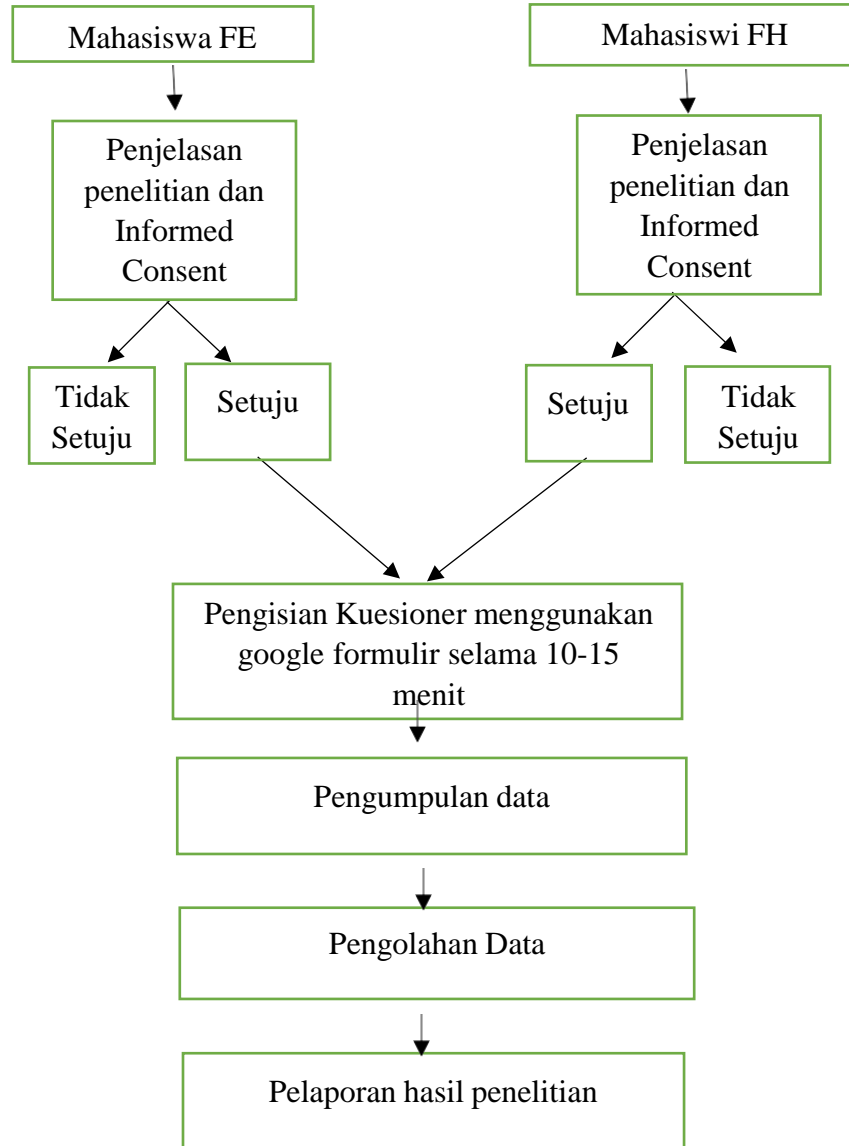 Mahasiswa FE
Mahasiswi FH
Penjelasan
penelitian dan
Informed
Consent
Penjelasan
penelitian dan
Informed
Consent
Tidak
Setuju
Setuju
Setuju
Tidak
Setuju
Pengisian Kuesioner menggunakan
google formulir selama 10-15
menit
Pengumpulan data
Pengolahan Data
Pelaporan hasil penelitian